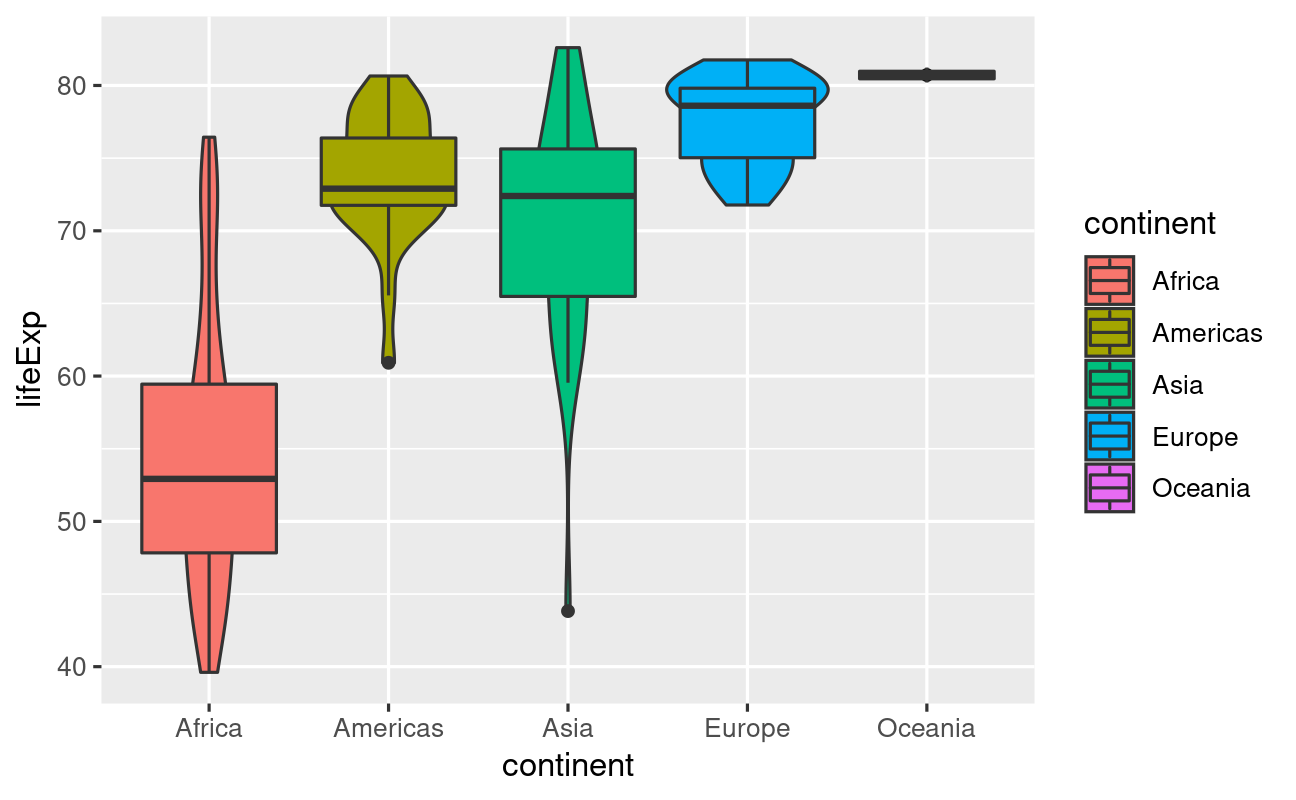 lifeExp
80
70
60
50
40
Africa Americas Asia Europe Oceania
continent
continent
Africa
Americas
Asia
Europe
Oceania